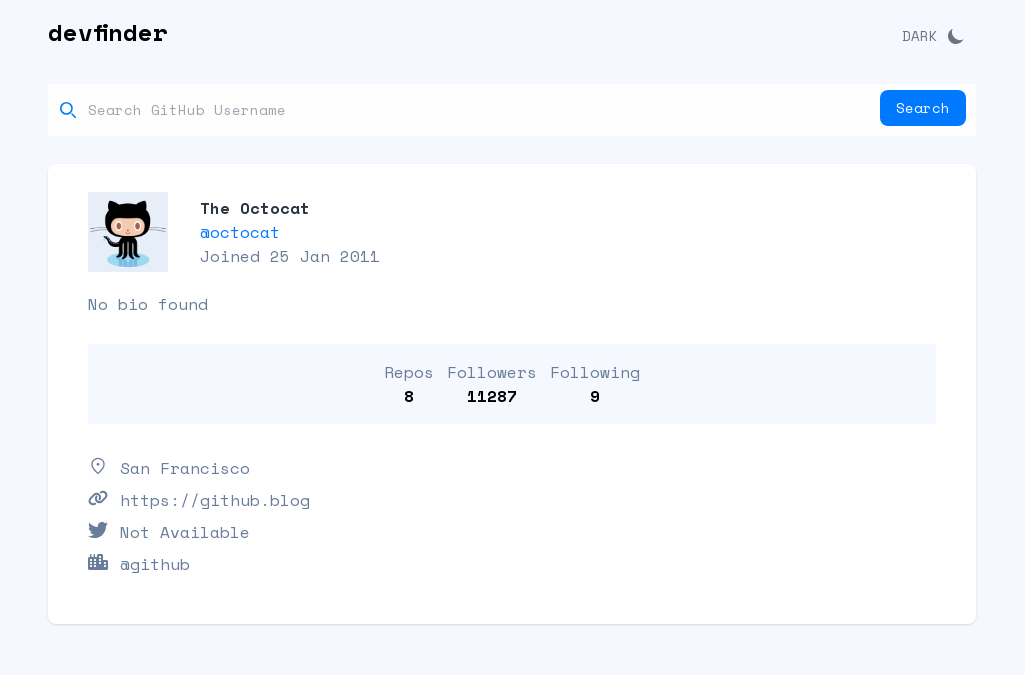 devfinder
DARK
Search GitHub Username
Search
The Octocat
@octocat
Joined 25 Jan 2011
No bio found
Repos Followers Following
8 11287 9
San Francisco
https://github.blog
Not Available
@github